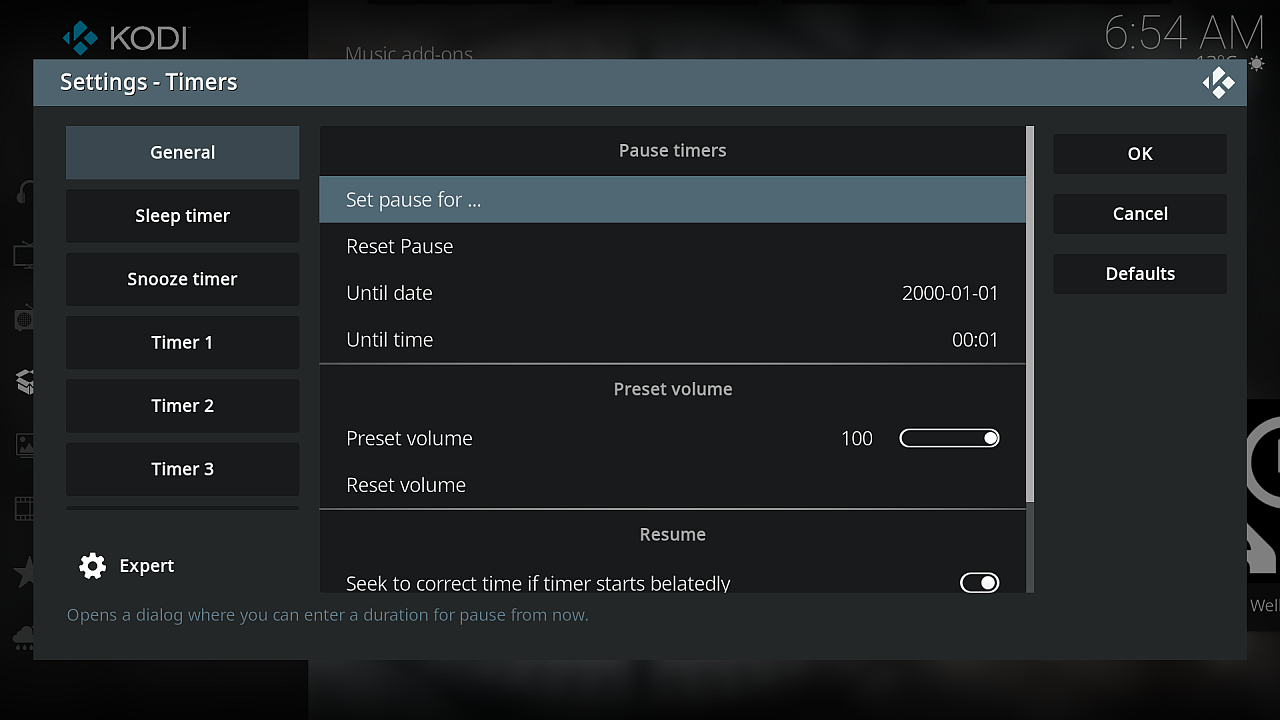 KODI
6:54 AM
Music add-ons
Settings - Timers
General
Sleep timer
Snooze timer
Timer 1
Timer 2
Timer 3
Expert
Pause timers
Set pause for ...
Reset Pause
Until date 2000-01-01
Until time 00:01
Preset volume
Preset volume 100
Reset volume
Resume
Seek to correct time if timer starts belatedly
OK
Cancel
Defaults
Opens a dialog where you can enter a duration for pause from now.